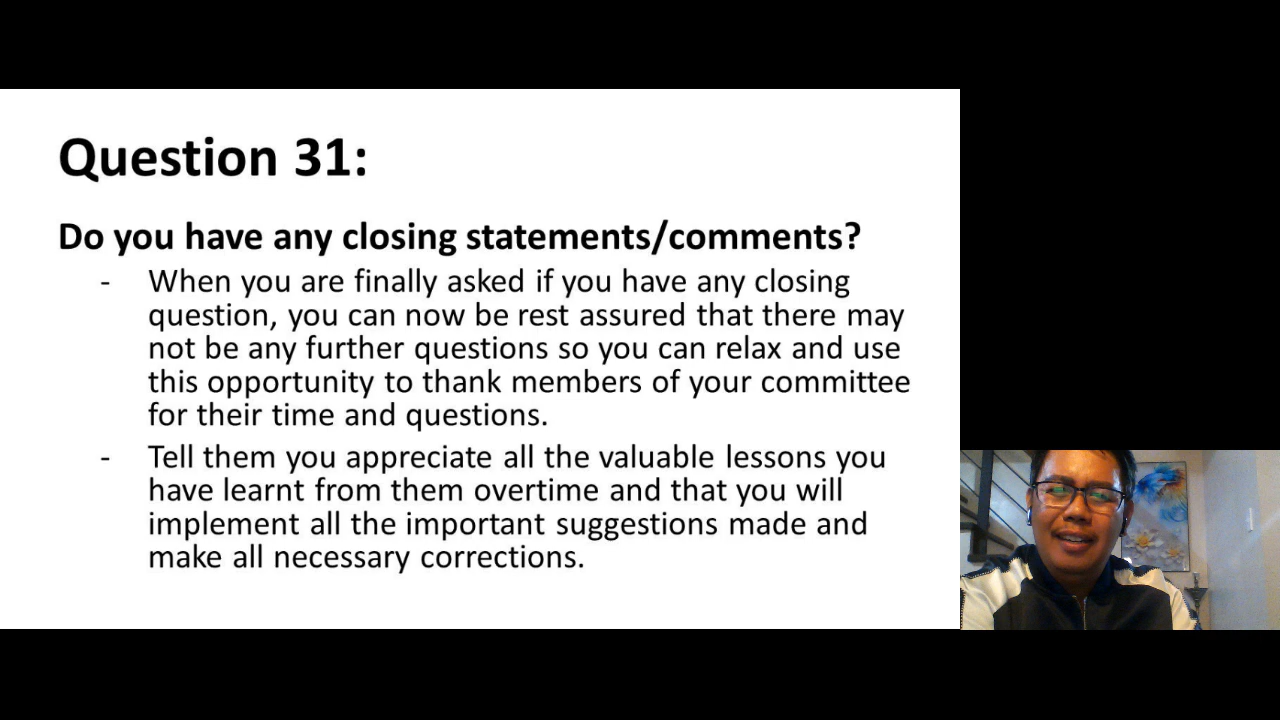 Question 31:
Do you have any closing statements/comments?
- When you are finally asked if you have any closing
question, you can now be rest assured that there may
not be any further questions so you can relax and use
this opportunity to thank members of your committee
for their time and questions.
- Tell them you appreciate all the valuable lessons you
have learnt from them overtime and that you will
implement all the important suggestions made and
make all necessary corrections.